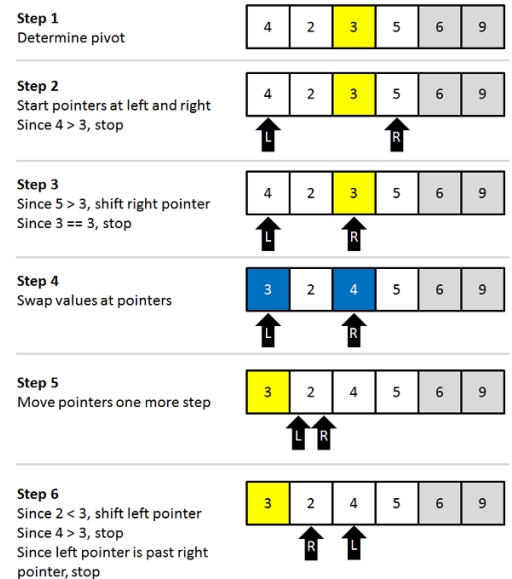 Step 1
Determine pivot
4 2 3 5 6 9
Step 2
Start pointers at left and right
Since 4 > 3, stop
4 2 3 5 6 9
L R
Step 3
Since 5 > 3, shift right pointer
Since 3 == 3, stop
4 2 3 5 6 9
L R
Step 4
Swap values at pointers
3 2 4 5 6 9
L R
Step 5
Move pointers one more step
3 2 4 5 6 9
L R
Step 6
Since 2 < 3, shift left pointer
Since 4 > 3, stop
Since left pointer is past right
pointer, stop
3 2 4 5 6 9
R L